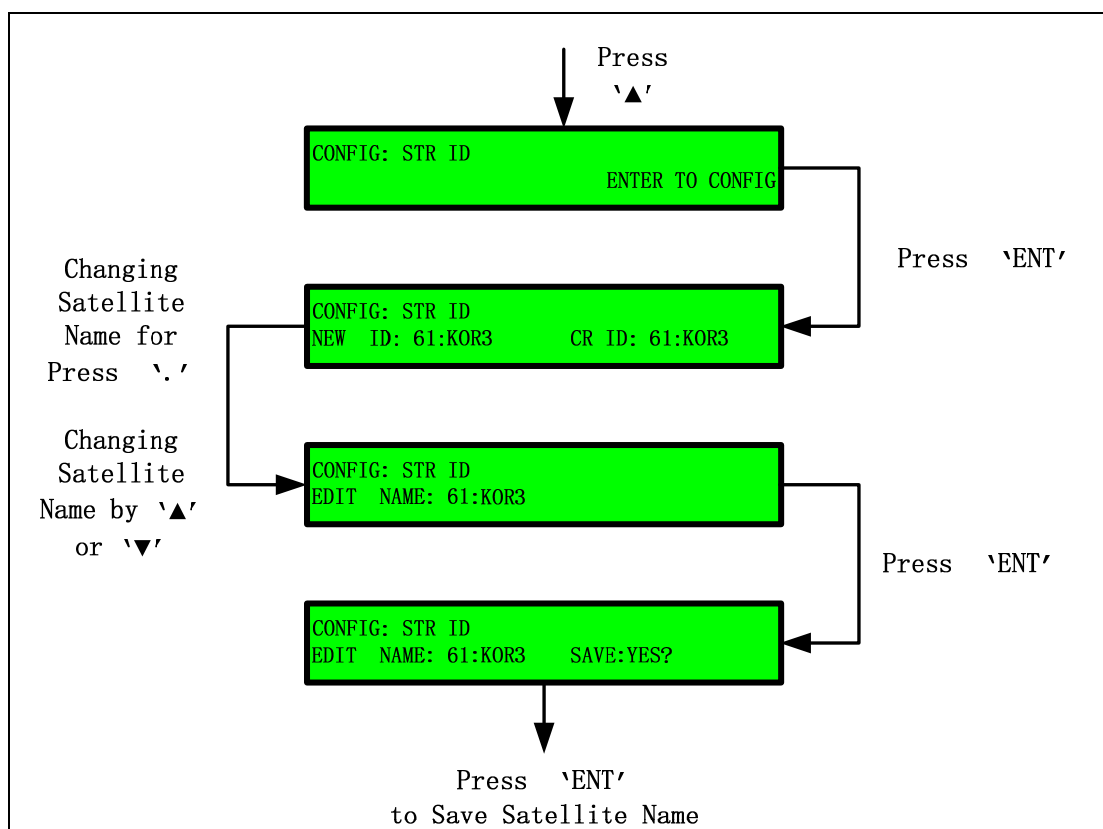 Press
‵▲′
CONFIG: STR ID
ENTER TO CONFIG
Press ‵ENT′
CONFIG: STR ID
NEW ID: 61:KOR3 CR ID: 61:KOR3
Changing
Satellite
Name for
Press ‵.′
Changing
Satellite
Name by ‵▲′
or ‵▼′
CONFIG: STR ID
EDIT NAME: 61:KOR3
Press ‵ENT′
CONFIG: STR ID
EDIT NAME: 61:KOR3 SAVE:YES?
Press ‵ENT′
to Save Satellite Name